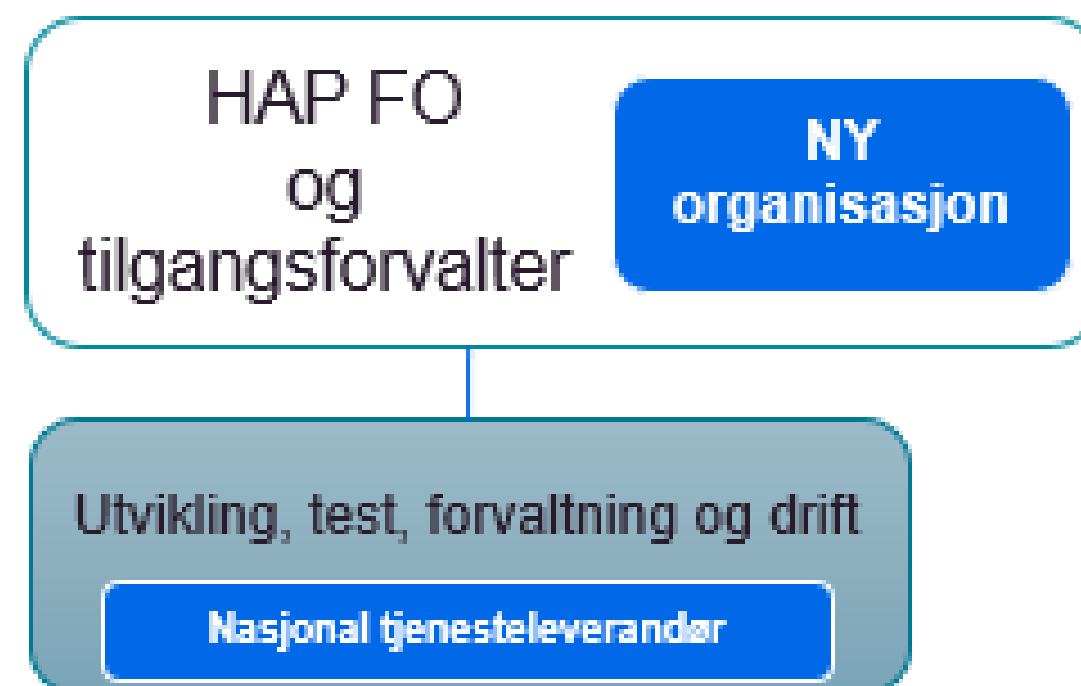 HAP FO
og
tilgangsforvalter
NY
organisasjon
Utvikling, test, forvaltning og drift
Nasjonal tjenesteleverandør